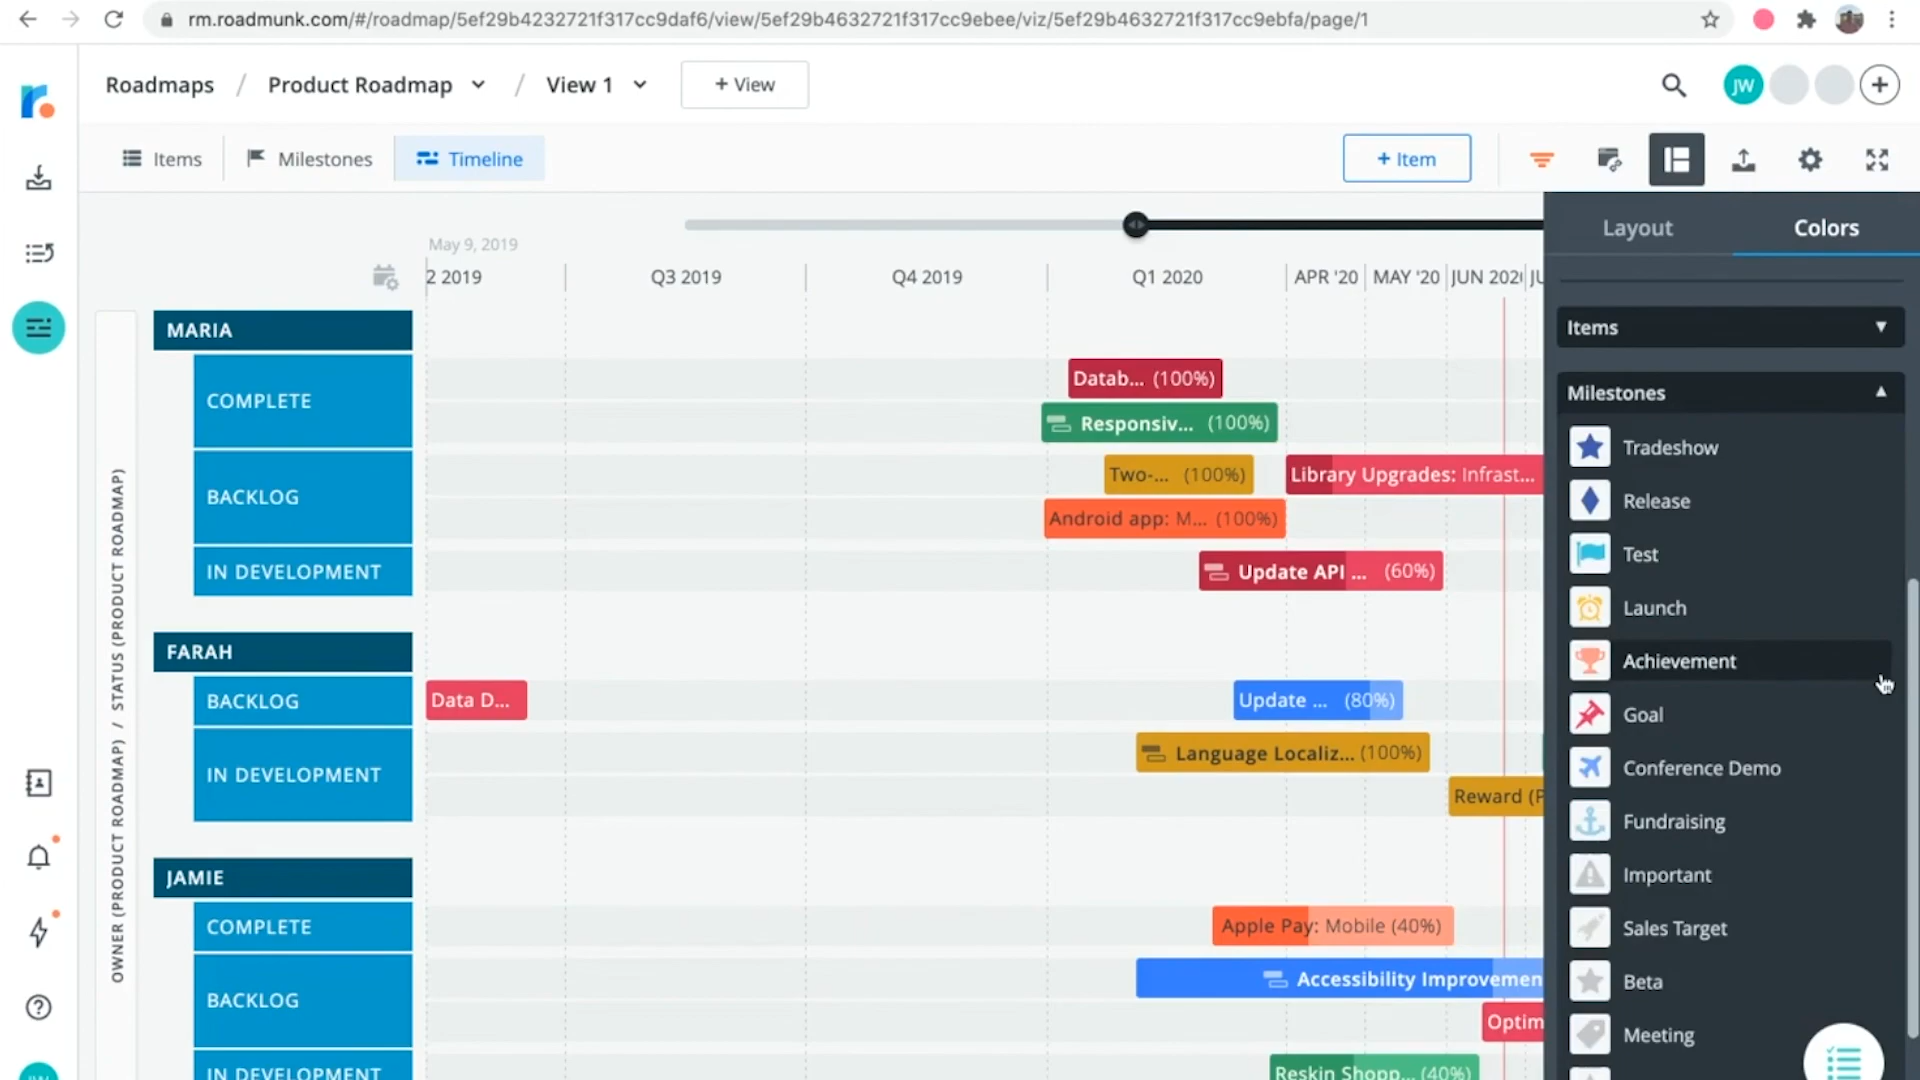 rm.roadmunk.com/#/roadmap/5ef29b4232721f317cc9daf6/view/5ef29b4632721f317cc9ebee/viz/5ef29b4632721f317cc9ebfa/page/1
Roadmaps / Product Roadmap / View 1 + View
JW
Items Milestones Timeline + Item
Layout Colors
May 9, 2019
2 2019 Q3 2019 Q4 2019 Q1 2020 APR '20 MAY '20 JUN 202
OWNER (PRODUCT ROADMAP) / STATUS (PRODUCT ROADMAP)
MARIA
COMPLETE
Datab... (100%)
Responsiv... (100%)
BACKLOG
Two-... (100%)
Library Upgrades: Infrast...
Android app: M... (100%)
IN DEVELOPMENT
Update API ... (60%)
FARAH
BACKLOG
Data D...
Update ... (80%)
IN DEVELOPMENT
Language Localiz... (100%)
Reward (P
JAMIE
COMPLETE
Apple Pay: Mobile (40%)
BACKLOG
Accessibility Improvemen
Optim
IN DEVELOPMENT
Reskin Shopp... (40%)
Items
Milestones
Tradeshow
Release
Test
Launch
Achievement
Goal
Conference Demo
Fundraising
Important
Sales Target
Beta
Meeting